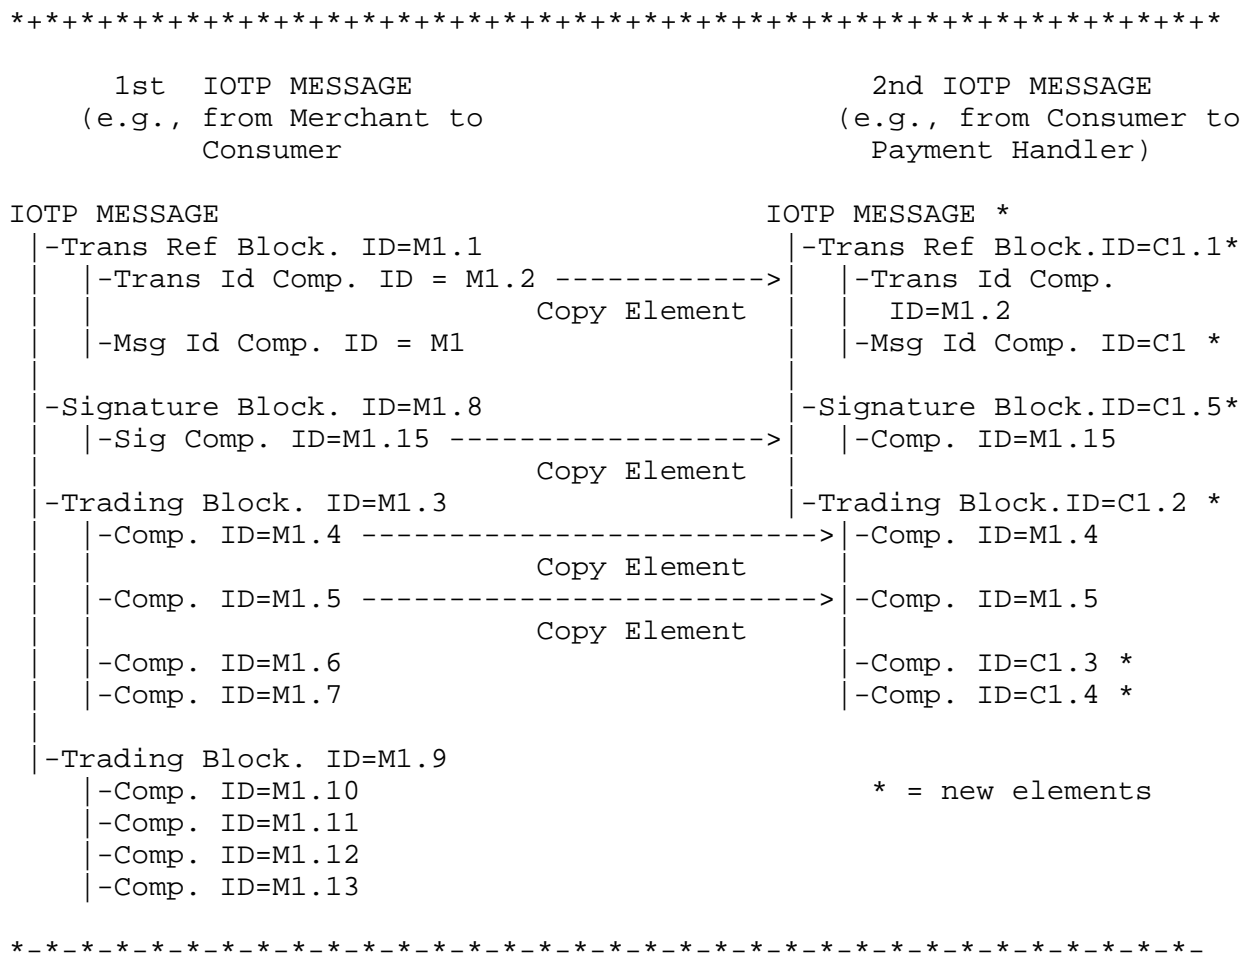 *+*+*+*+*+*+*+*+*+*+*+*+*+*+*+*+*+*+*+*+*+*+*+*+*+*+*+*+*+*+*+*+*+*+*
      1st  IOTP MESSAGE                          2nd IOTP MESSAGE
    (e.g., from Merchant to                    (e.g., from Consumer to
           Consumer                              Payment Handler)
IOTP MESSAGE                               IOTP MESSAGE *
 |-Trans Ref Block. ID=M1.1                 |-Trans Ref Block.ID=C1.1*
 |  |-Trans Id Comp. ID = M1.2 ------------>|  |-Trans Id Comp.
 |  |                         Copy Element  |  |  ID=M1.2
 |  |-Msg Id Comp. ID = M1                  |  |-Msg Id Comp. ID=C1 *
 |                                          |
 |-Signature Block. ID=M1.8                 |-Signature Block.ID=C1.5*
 |  |-Sig Comp. ID=M1.15 ------------------>|  |-Comp. ID=M1.15
 |                            Copy Element  |
 |-Trading Block. ID=M1.3                   |-Trading Block.ID=C1.2 *
 |  |-Comp. ID=M1.4 -------------------------->|-Comp. ID=M1.4
 |  |                         Copy Element     |
 |  |-Comp. ID=M1.5 -------------------------->|-Comp. ID=M1.5
 |  |                         Copy Element     |
 |  |-Comp. ID=M1.6                            |-Comp. ID=C1.3 *
 |  |-Comp. ID=M1.7                            |-Comp. ID=C1.4 *
 |
 |-Trading Block. ID=M1.9
    |-Comp. ID=M1.10                             * = new elements
    |-Comp. ID=M1.11
    |-Comp. ID=M1.12
    |-Comp. ID=M1.13
*-*-*-*-*-*-*-*-*-*-*-*-*-*-*-*-*-*-*-*-*-*-*-*-*-*-*-*-*-*-*-*-*-*-